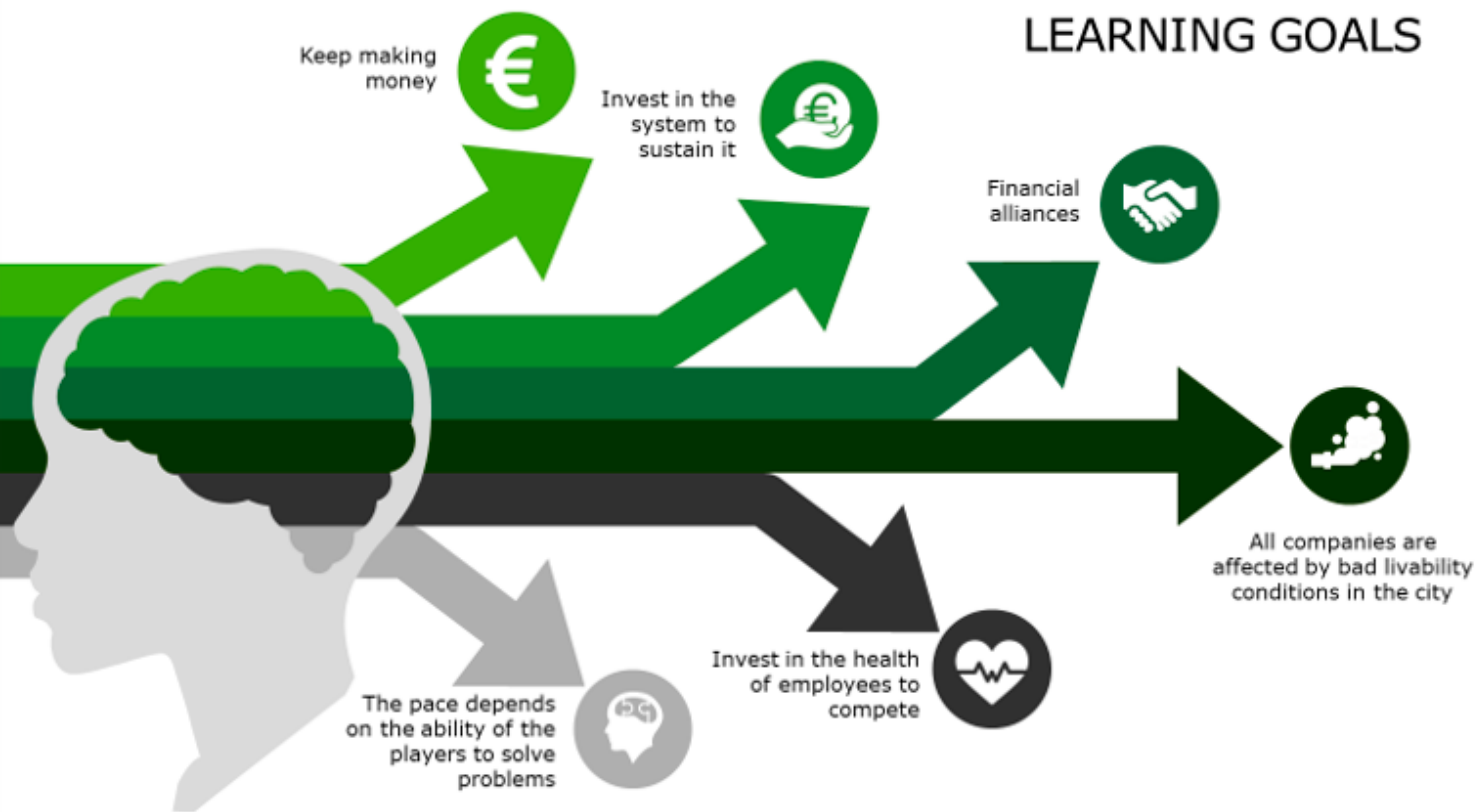 LEARNING GOALS
Keep making
money
Invest in the
system to
sustain it
Financial
alliances
All companies are
affected by bad livability
conditions in the city
Invest in the health
of employees to
compete
The pace depends
on the ability of the
players to solve
problems